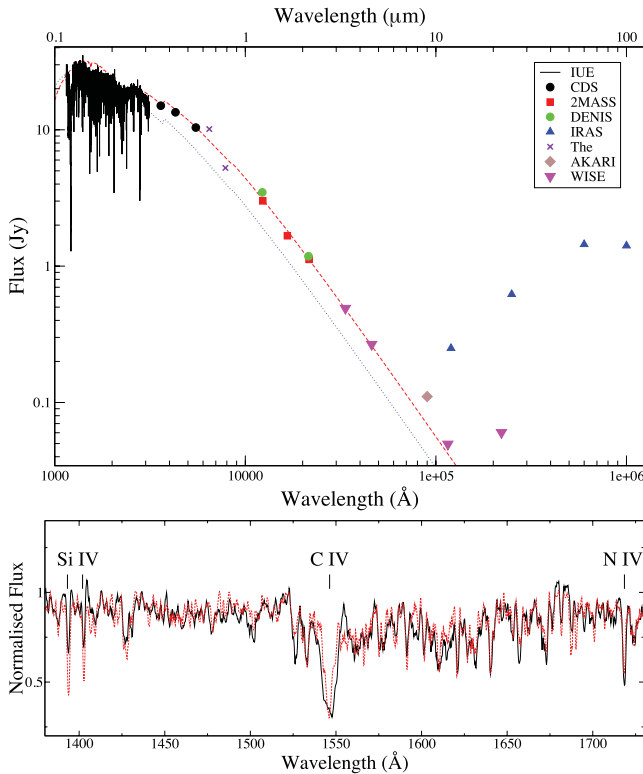 Wavelength (μm)
0.1 1 10 100
Flux (Jy)
10
1
0.1
IUE
CDS
2MASS
DENIS
IRAS
The
AKARI
WISE
1000 10000 1e+05 1e+06
Wavelength (Å)
Normalised Flux
1
0.5
Si IV C IV N IV
1400 1450 1500 1550 1600 1650 1700
Wavelength (Å)